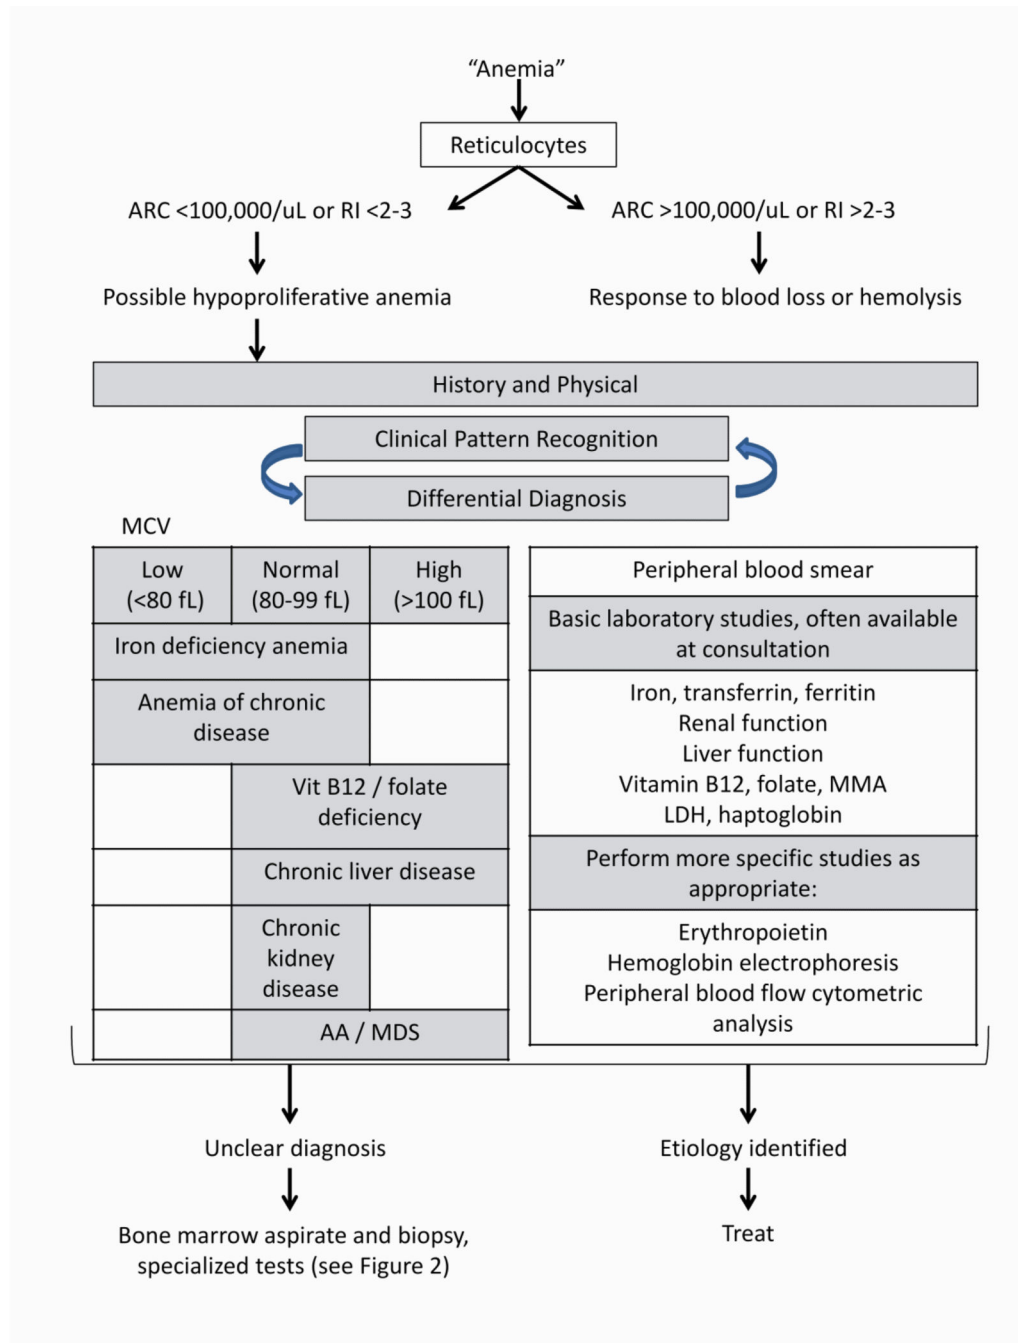 “Anemia”
Reticulocytes
ARC <100,000/uL or RI <2-3
ARC >100,000/uL or RI >2-3
Possible hypoproliferative anemia
Response to blood loss or hemolysis
History and Physical
Clinical Pattern Recognition
Differential Diagnosis
MCV
Low
(<80 fL)
Normal
(80-99 fL)
High
(>100 fL)
Iron deficiency anemia
Anemia of chronic
disease
Vit B12 / folate
deficiency
Chronic liver disease
Chronic
kidney
disease
AA / MDS
Peripheral blood smear
Basic laboratory studies, often available
at consultation
Iron, transferrin, ferritin
Renal function
Liver function
Vitamin B12, folate, MMA
LDH, haptoglobin
Perform more specific studies as
appropriate:
Erythropoietin
Hemoglobin electrophoresis
Peripheral blood flow cytometric
analysis
Unclear diagnosis
Bone marrow aspirate and biopsy,
specialized tests (see Figure 2)
Etiology identified
Treat